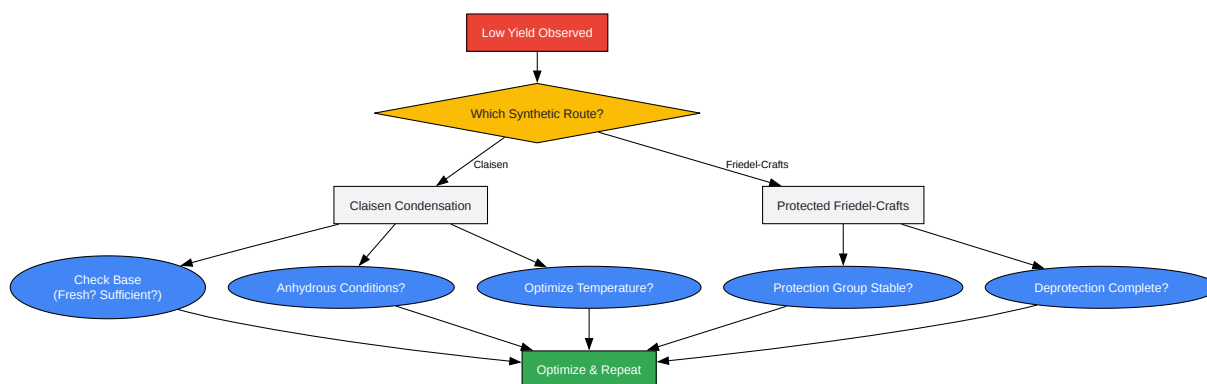 Low Yield Observed
Which Synthetic Route?
Claisen
Friedel-Crafts
Claisen Condensation
Protected Friedel-Crafts
Check Base
(Fresh? Sufficient?)
Anhydrous Conditions?
Optimize Temperature?
Protection Group Stable?
Deprotection Complete?
Optimize & Repeat